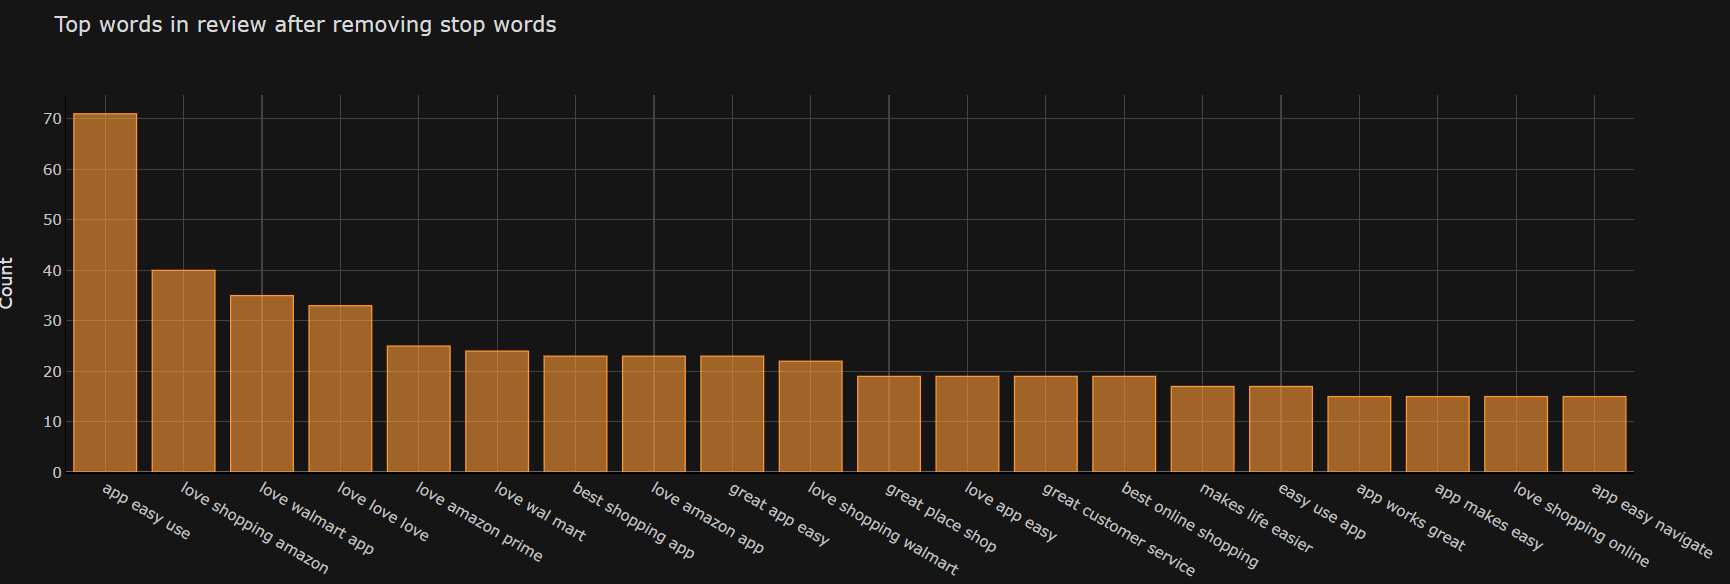 Top words in review after removing stop words
Count
70
60
50
40
30
20
10
0
app easy use
love shopping amazon
love walmart app
love love love
love amazon prime
love wal mart
best shopping app
love amazon app
great app easy
love shopping walmart
great place shop
love app easy
great customer service
best online shopping
makes life easier
easy use app
app works great
app makes easy
love shopping online
app easy navigate